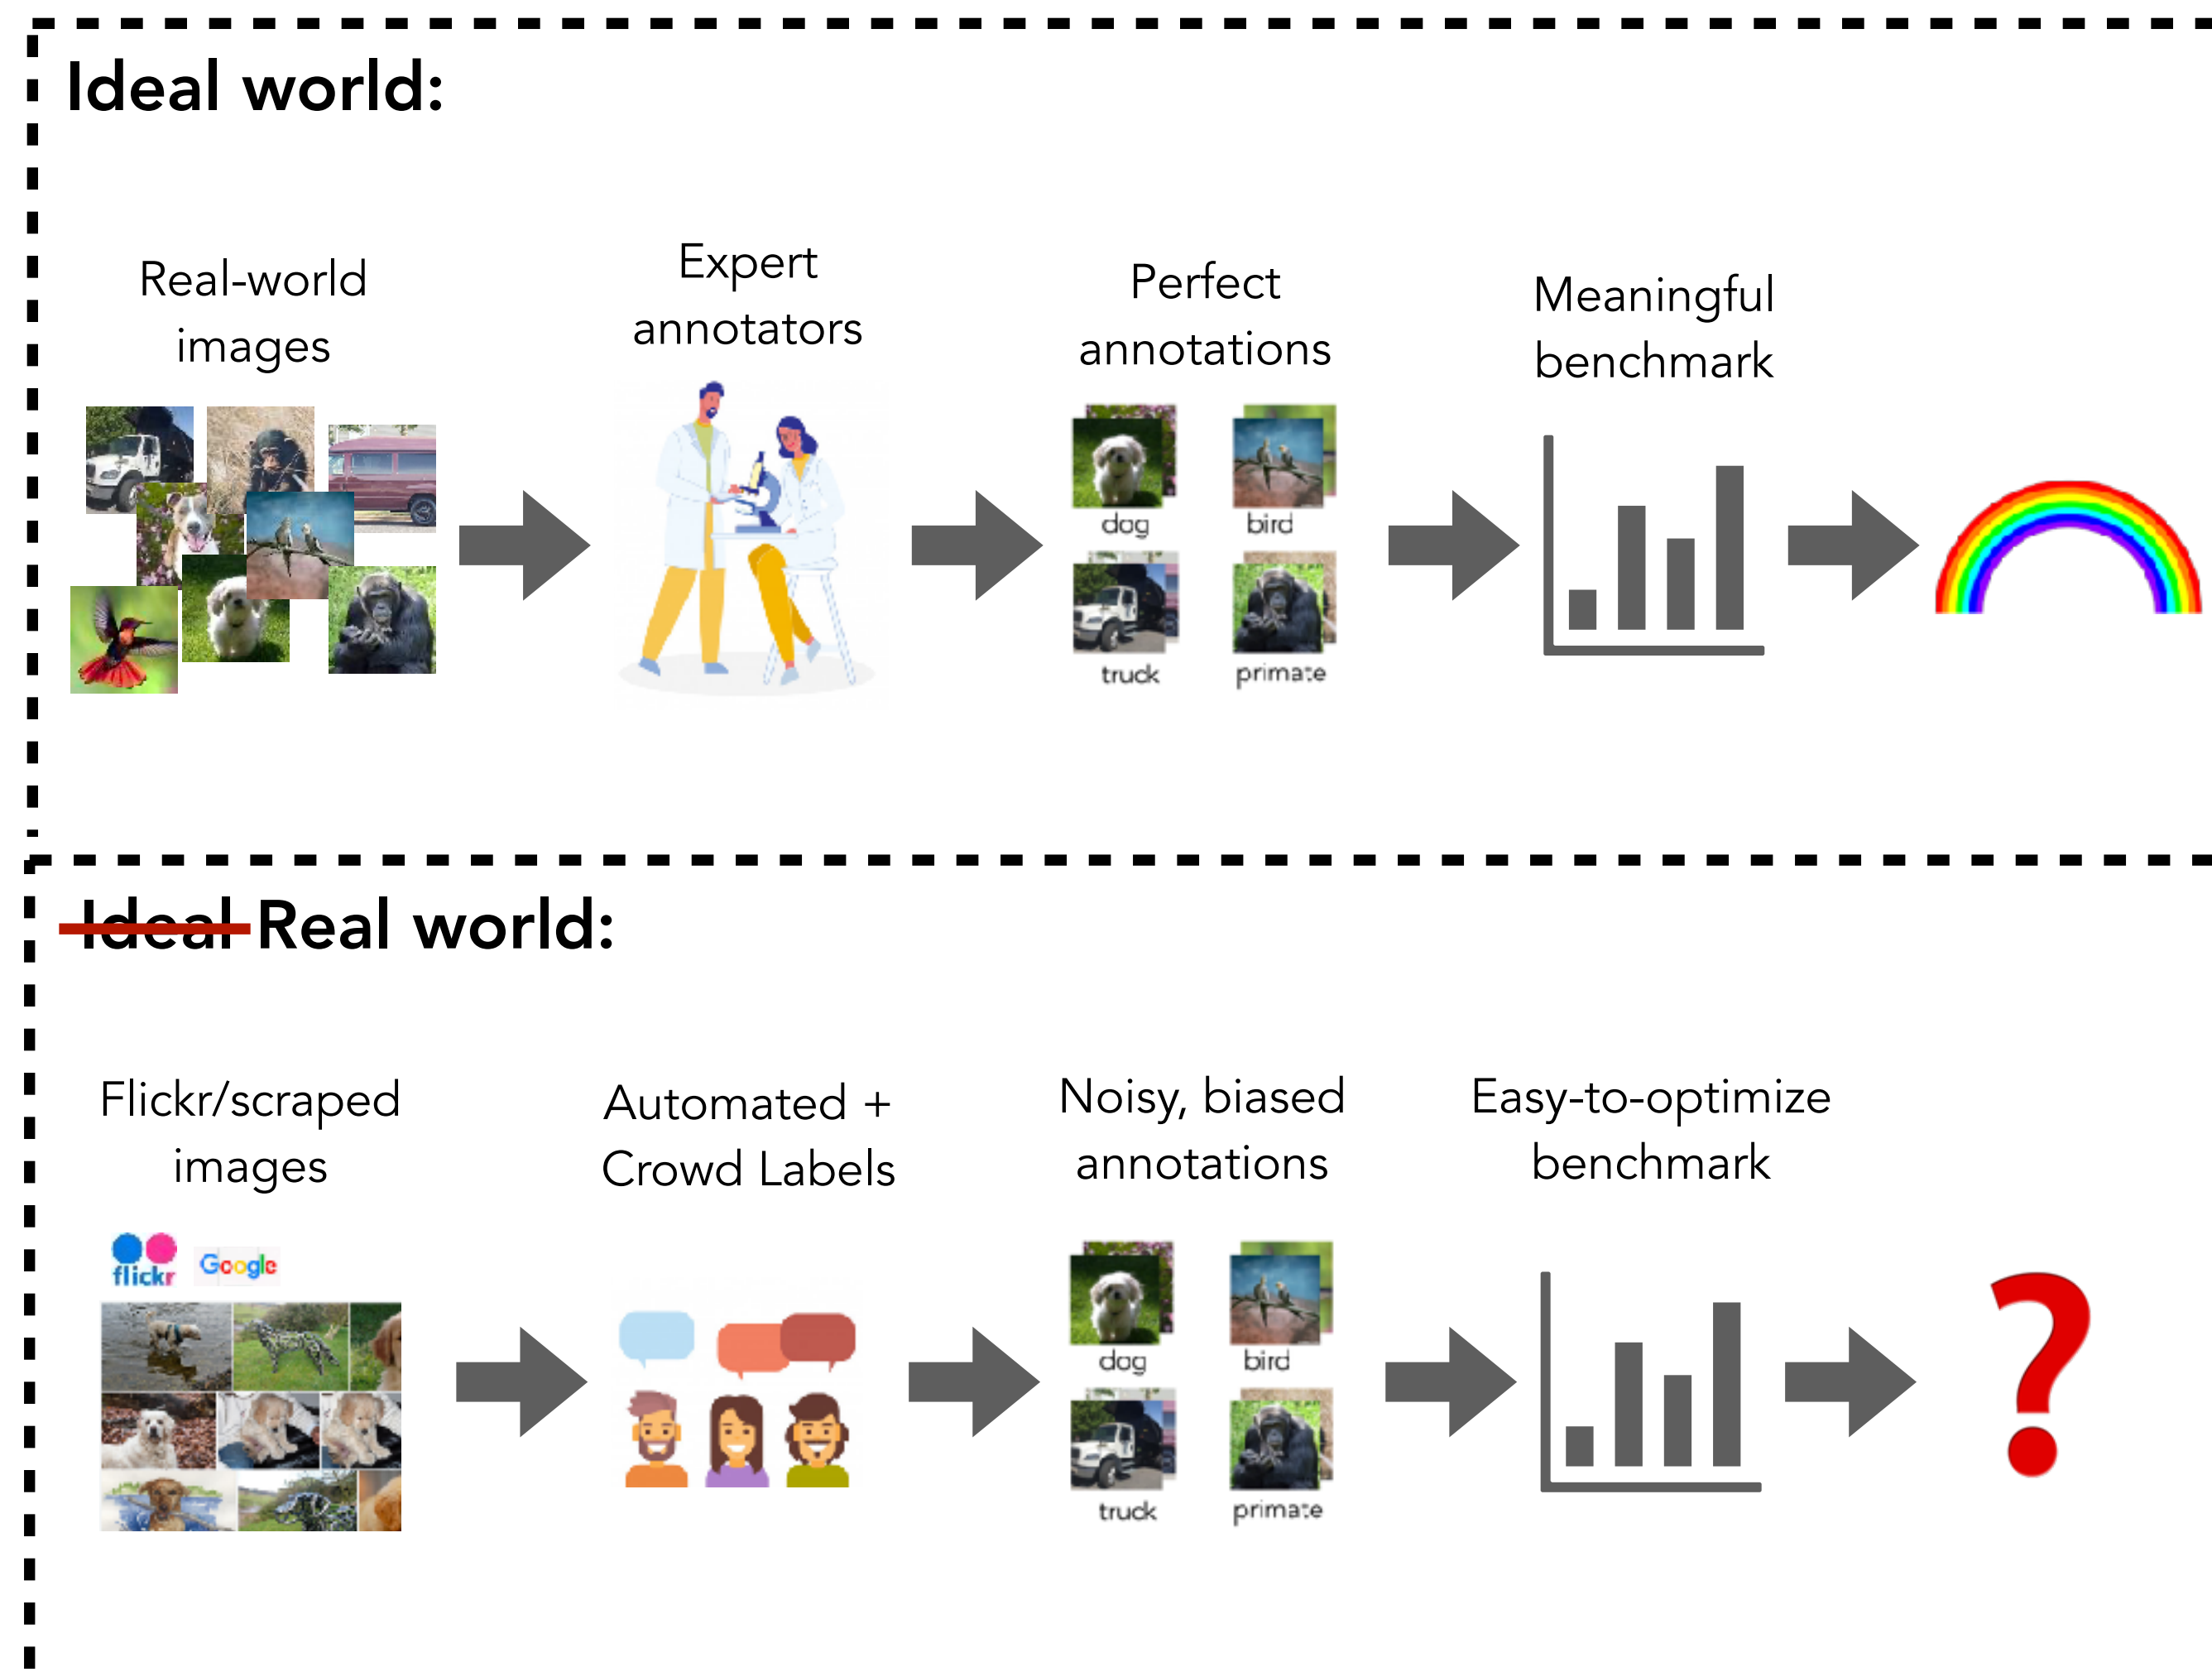 Ideal world:
Real-world
images
Expert
annotators
Perfect
annotations
Meaningful
benchmark
dog
bird
truck
primate
Ideal Real world:
Flickr/scraped
images
Automated +
Crowd Labels
Noisy, biased
annotations
Easy-to-optimize
benchmark
flickr
Google
dog
bird
truck
primate
?